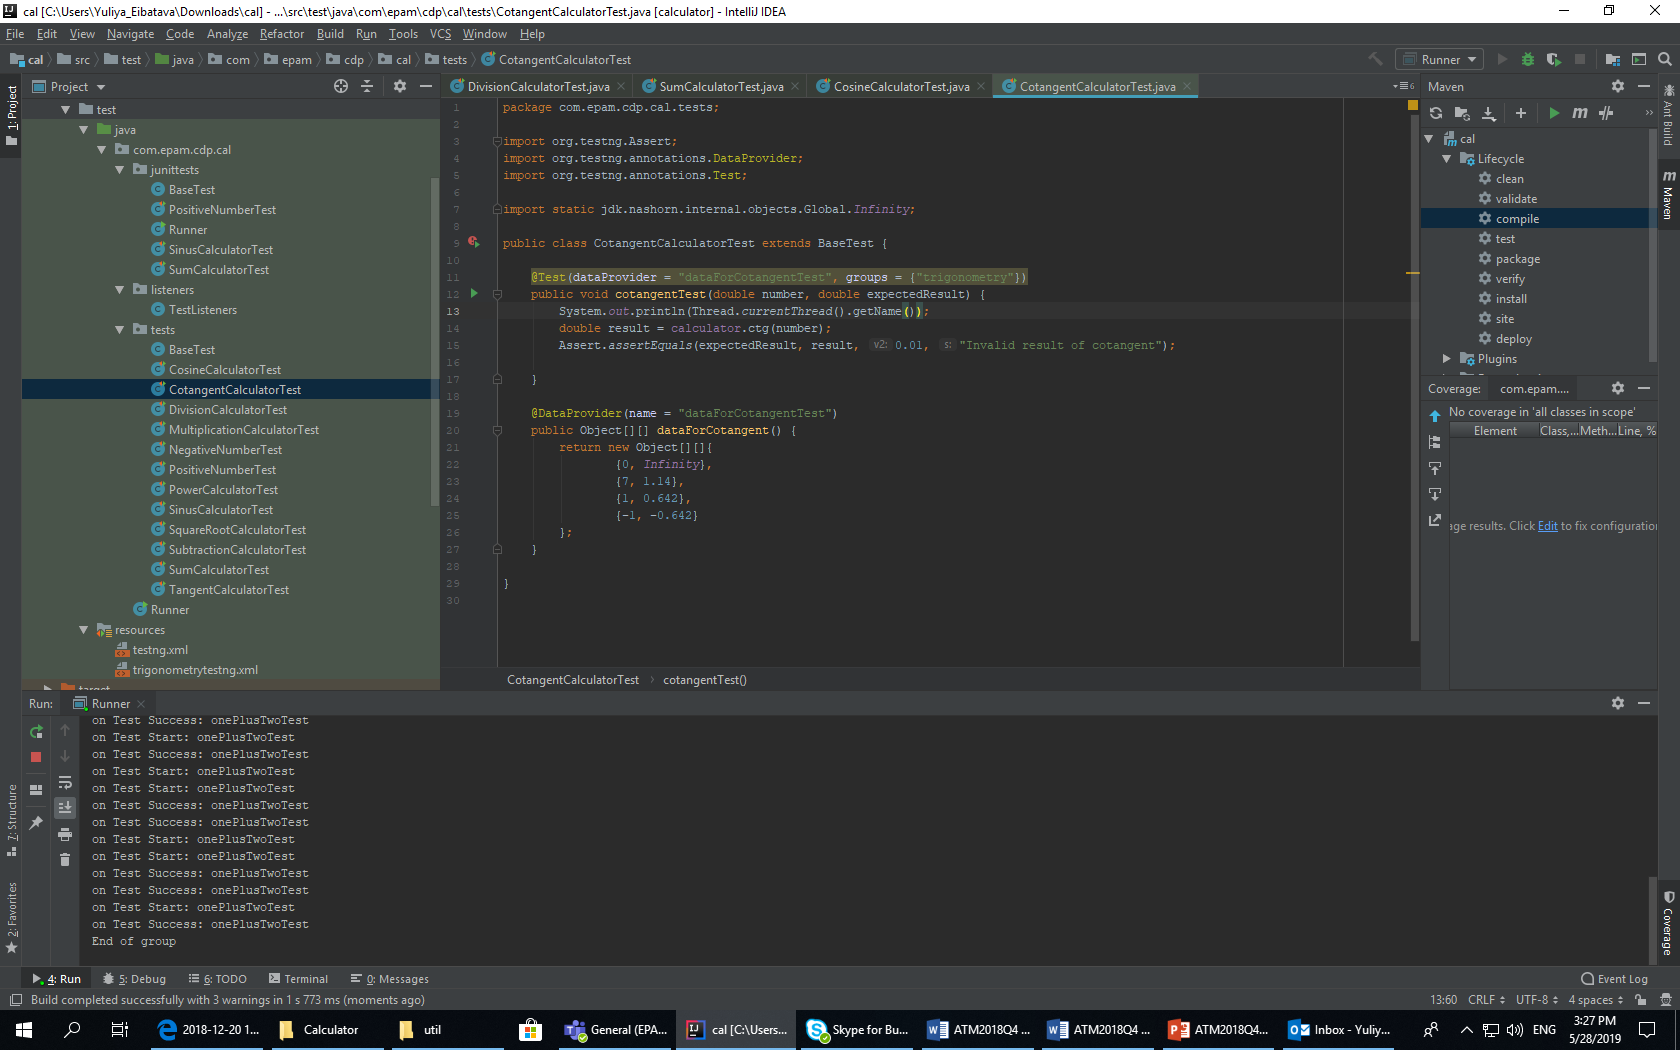 cal [C:\Users\Yuliya_Eibatava\Downloads\cal] - ...\src\test\java\com\epam\cdp\cal\tests\CotangentCalculatorTest.java [calculator] - IntelliJ IDEA
File Edit View Navigate Code Analyze Refactor Build Run Tools VCS Window Help
cal src test java com epam cdp cal tests CotangentCalculatorTest Runner
Project
DivisionCalculatorTest.java SumCalculatorTest.java CosineCalculatorTest.java CotangentCalculatorTest.java
1: Project
test
java
com.epam.cdp.cal
junittests
BaseTest
PositiveNumberTest
Runner
SinusCalculatorTest
SumCalculatorTest
listeners
TestListeners
tests
BaseTest
CosineCalculatorTest
CotangentCalculatorTest
DivisionCalculatorTest
MultiplicationCalculatorTest
NegativeNumberTest
PositiveNumberTest
PowerCalculatorTest
SinusCalculatorTest
SquareRootCalculatorTest
SubtractionCalculatorTest
SumCalculatorTest
TangentCalculatorTest
Runner
resources
testng.xml
trigonometrytestng.xml
target
1 package com.epam.cdp.cal.tests;
2
3 import org.testng.Assert;
4 import org.testng.annotations.DataProvider;
5 import org.testng.annotations.Test;
6
7 import static jdk.nashorn.internal.objects.Global.Infinity;
8
9 public class CotangentCalculatorTest extends BaseTest {
10
11 @Test(dataProvider = "dataForCotangentTest", groups = {"trigonometry"})
12 public void cotangentTest(double number, double expectedResult) {
13 System.out.println(Thread.currentThread().getName());
14 double result = calculator.ctg(number);
15 Assert.assertEquals(expectedResult, result, v2: 0.01, s: "Invalid result of cotangent");
16
17 }
18
19 @DataProvider(name = "dataForCotangentTest")
20 public Object[][] dataForCotangent() {
21 return new Object[][]{
22 {0, Infinity},
23 {7, 1.14},
24 {1, 0.642},
25 {-1, -0.642}
26 };
27 }
28
29 }
30
CotangentCalculatorTest cotangentTest()
Maven
cal
Lifecycle
clean
validate
compile
test
package
verify
install
site
deploy
Plugins
Coverage: com.epam....
No coverage in 'all classes in scope'
Element Class,... Meth... Line, %
age results. Click Edit to fix configuration
Ant Build
Maven
Coverage
Run: Runner
on Test Success: onePlusTwoTest
on Test Start: onePlusTwoTest
on Test Success: onePlusTwoTest
on Test Start: onePlusTwoTest
on Test Start: onePlusTwoTest
on Test Success: onePlusTwoTest
on Test Success: onePlusTwoTest
on Test Start: onePlusTwoTest
on Test Start: onePlusTwoTest
on Test Success: onePlusTwoTest
on Test Success: onePlusTwoTest
on Test Start: onePlusTwoTest
on Test Success: onePlusTwoTest
End of group
7: Structure
2: Favorites
4: Run 5: Debug 6: TODO Terminal 0: Messages Event Log
Build completed successfully with 3 warnings in 1 s 773 ms (moments ago) 13:60 CRLF UTF-8 4 spaces
2018-12-20 1... Calculator util General (EPA... cal [C:\Users... Skype for Bu... ATM2018Q4 ... ATM2018Q4 ... ATM2018Q4... Inbox - Yuliy... ENG 3:27 PM
5/28/2019